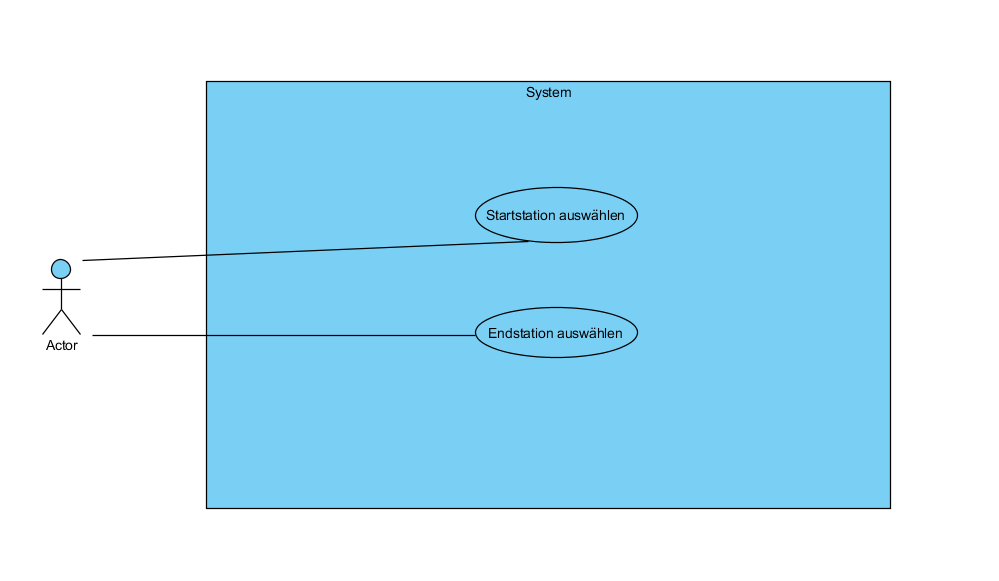 System
Startstation auswählen
Endstation auswählen
Actor